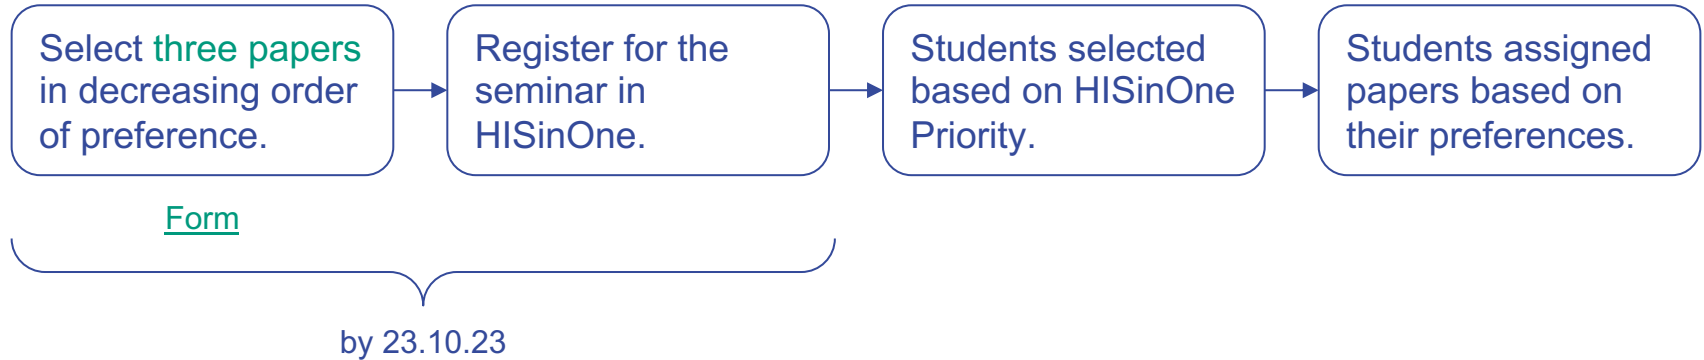 Select three papers
in decreasing order
of preference.
Register for the
seminar in
HISinOne.
Students selected
based on HISinOne
Priority.
Students assigned
papers based on
their preferences.
Form
by 23.10.23